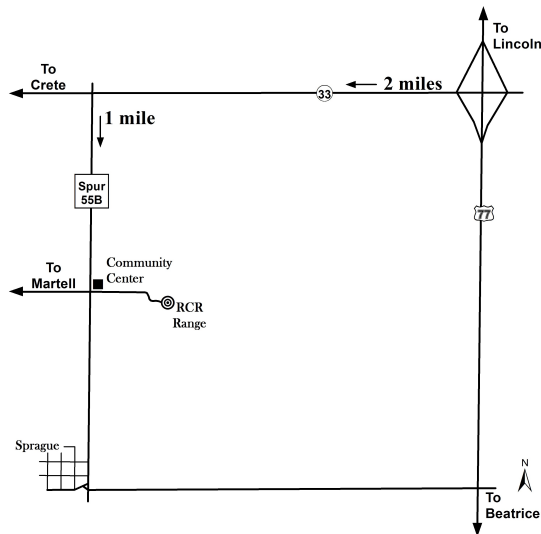 To
Lincoln
To
Crete
33
2 miles
1 mile
Spur
55B
77
Community
Center
To
Martell
RCR
Range
Sprague
N
To
Beatrice